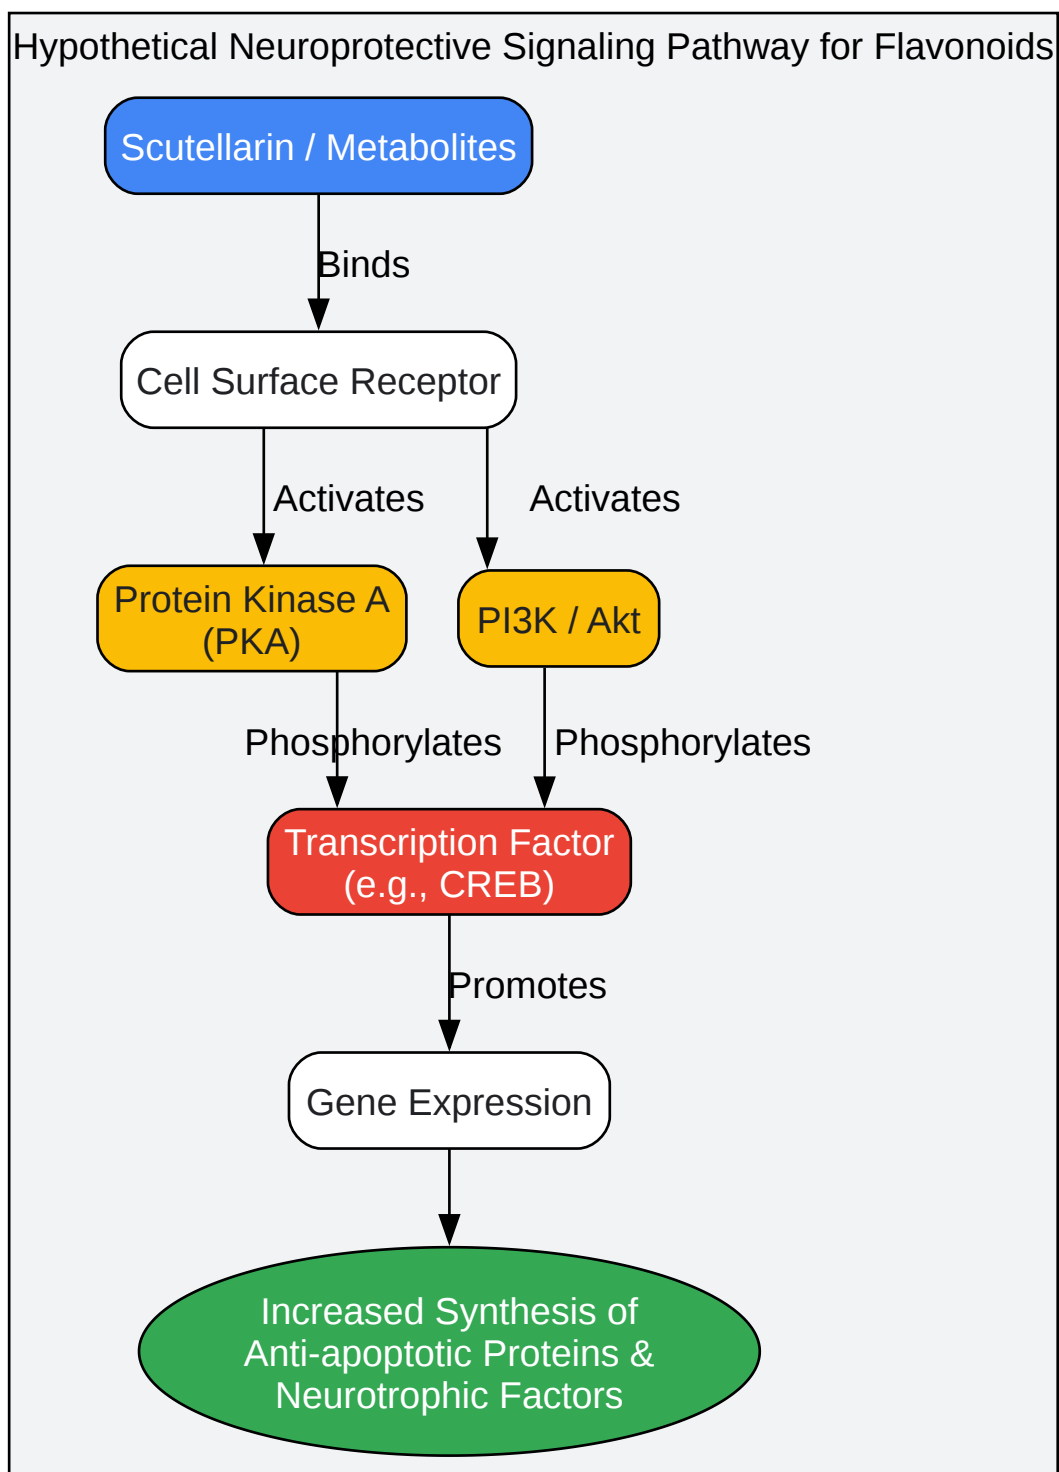 Hypothetical Neuroprotective Signaling Pathway for Flavonoids
Scutellarin / Metabolites
Binds
Cell Surface Receptor
Activates
Activates
Protein Kinase A
(PKA)
PI3K / Akt
Phosphorylates
Phosphorylates
Transcription Factor
(e.g., CREB)
Promotes
Gene Expression
Increased Synthesis of
Anti-apoptotic Proteins &
Neurotrophic Factors